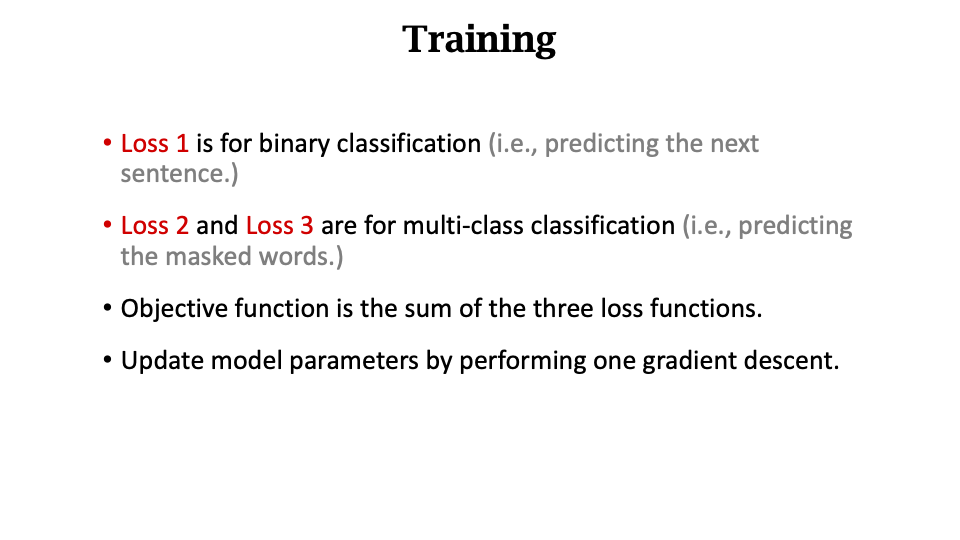 Training
• Loss 1 is for binary classification (i.e., predicting the next
sentence.)
• Loss 2 and Loss 3 are for multi-class classification (i.e., predicting
the masked words.)
• Objective function is the sum of the three loss functions.
• Update model parameters by performing one gradient descent.